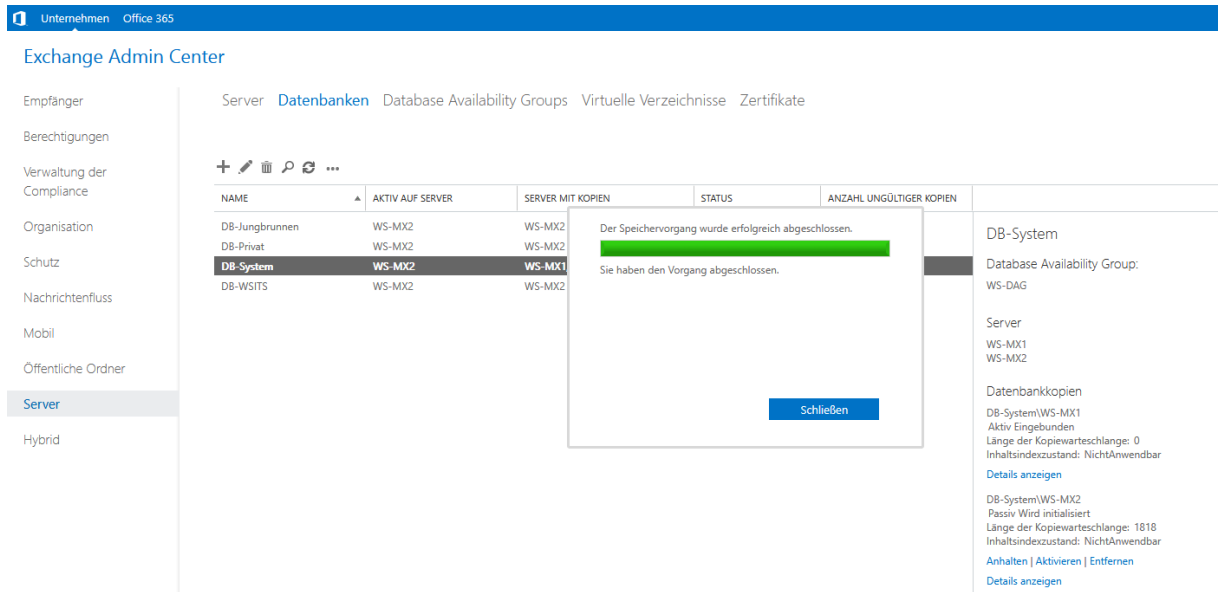 Unternehmen Office 365
Exchange Admin Center
Empfänger
Berechtigungen
Verwaltung der
Compliance
Organisation
Schutz
Nachrichtenfluss
Mobil
Öffentliche Ordner
Server
Hybrid
Server Datenbanken Database Availability Groups Virtuelle Verzeichnisse Zertifikate
NAME AKTIV AUF SERVER SERVER MIT KOPIEN STATUS ANZAHL UNGÜLTIGER KOPIEN
DB-Jungbrunnen WS-MX2 WS-MX2
DB-Privat WS-MX2 WS-MX2
DB-System WS-MX2 WS-MX1
DB-WSITS WS-MX2 WS-MX2
Der Speichervorgang wurde erfolgreich abgeschlossen.
Sie haben den Vorgang abgeschlossen.
Schließen
DB-System
Database Availability Group:
WS-DAG
Server
WS-MX1
WS-MX2
Datenbankkopien
DB-System\WS-MX1
Aktiv Eingebunden
Länge der Kopiewarteschlange: 0
Inhaltsindexzustand: NichtAnwendbar
Details anzeigen
DB-System\WS-MX2
Passiv Wird initialisiert
Länge der Kopiewarteschlange: 1818
Inhaltsindexzustand: NichtAnwendbar
Anhalten | Aktivieren | Entfernen
Details anzeigen